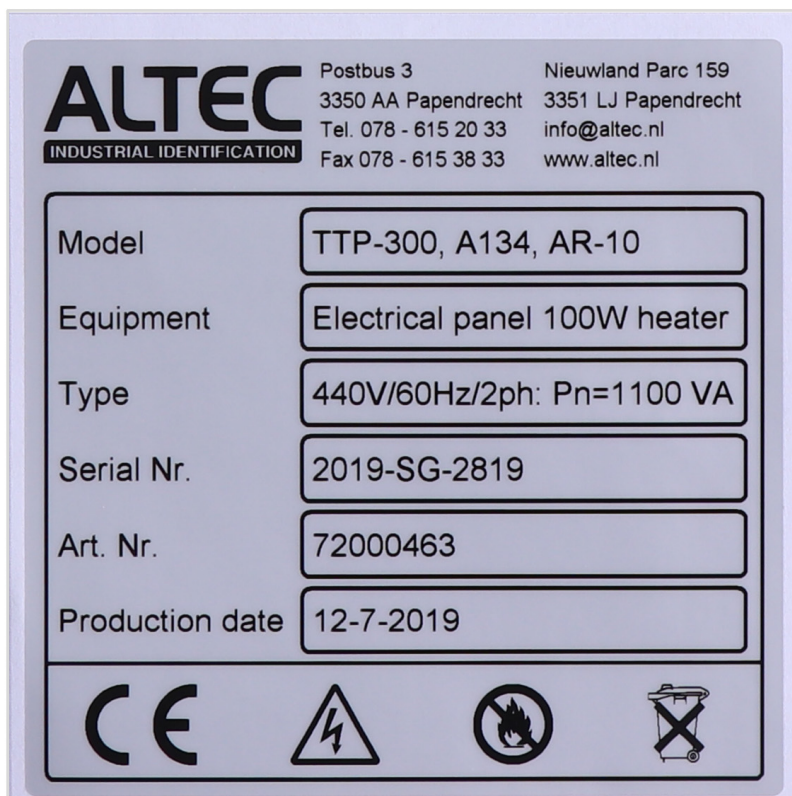 ALTEC
INDUSTRIAL IDENTIFICATION
Postbus 3
3350 AA Papendrecht
Tel. 078 - 615 20 33
Fax 078 - 615 38 33
Nieuwland Parc 159
3351 LJ Papendrecht
info@altec.nl
www.altec.nl
Model TTP-300, A134, AR-10
Equipment Electrical panel 100W heater
Type 440V/60Hz/2ph: Pn=1100 VA
Serial Nr. 2019-SG-2819
Art. Nr. 72000463
Production date 12-7-2019
CE